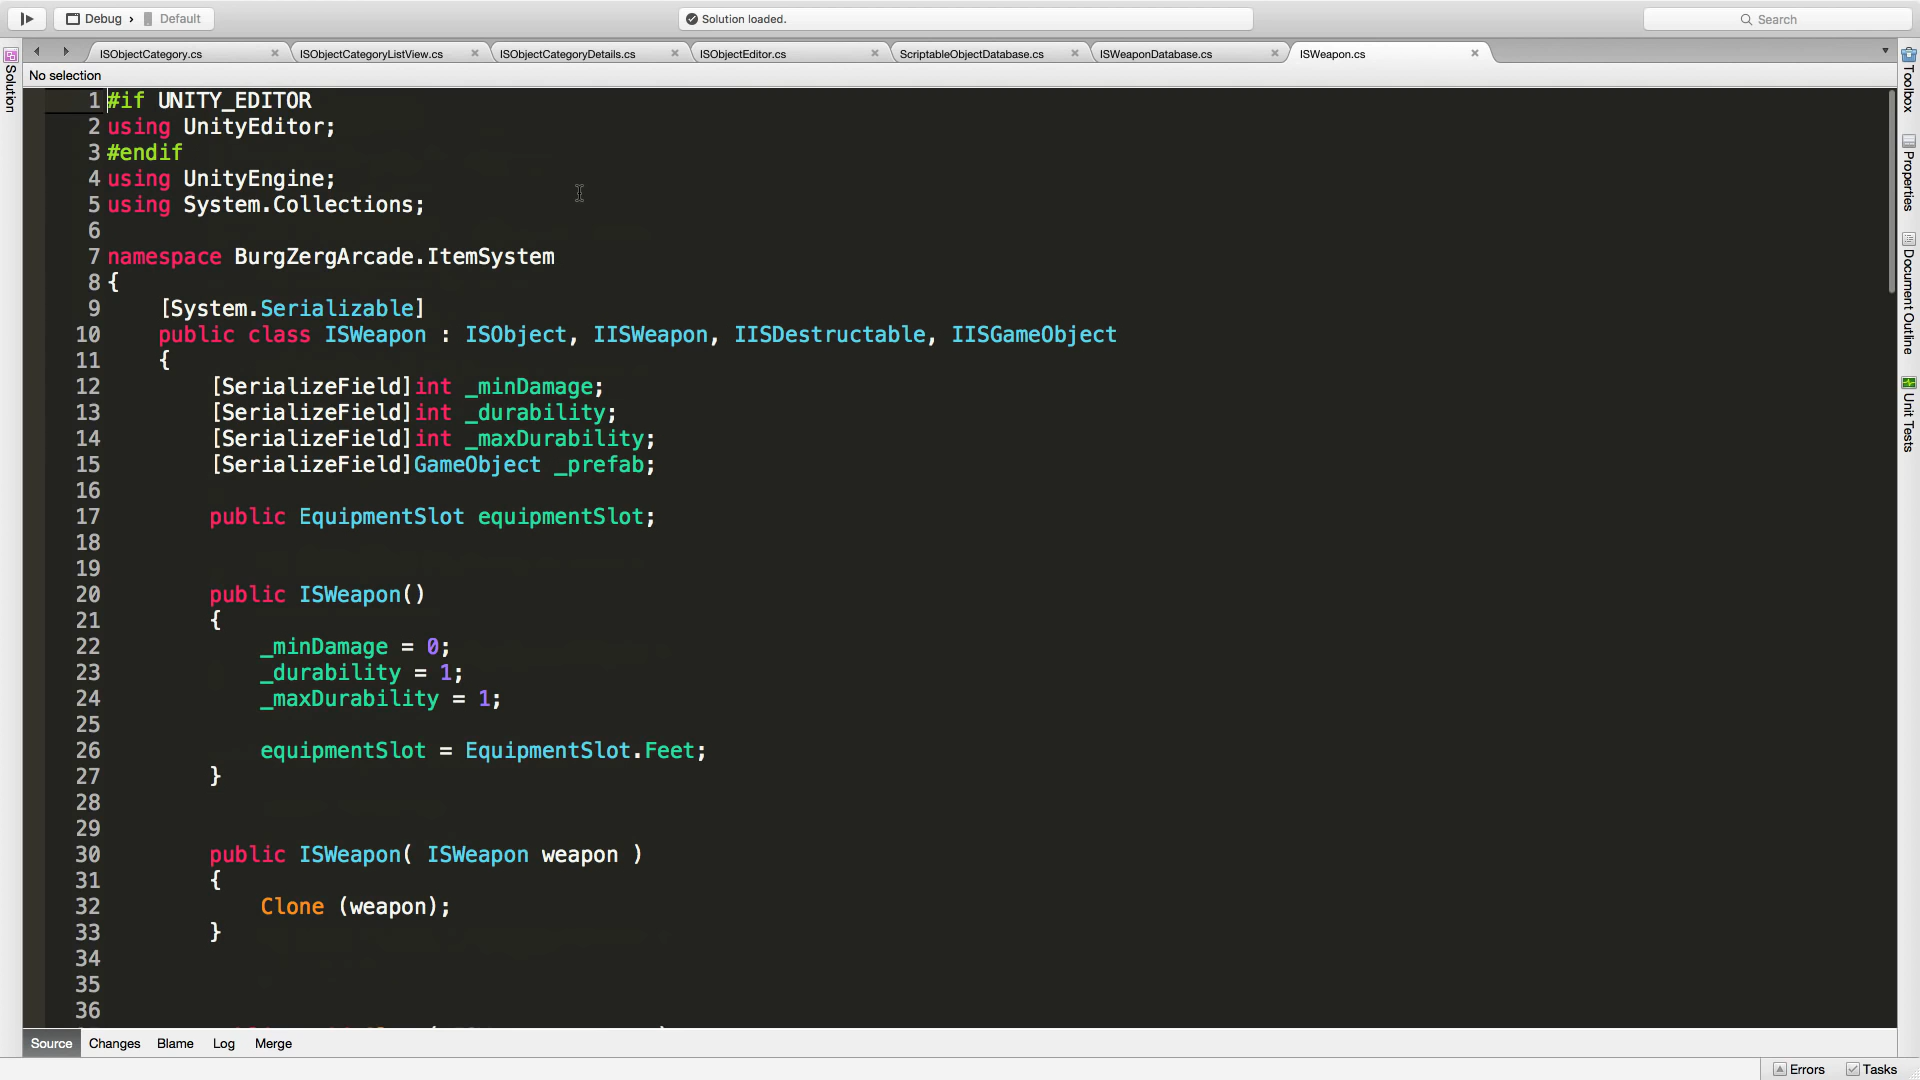 Debug › Default
Solution loaded.
Search
ISObjectCategory.cs
ISObjectCategoryListView.cs
ISObjectCategoryDetails.cs
ISObjectEditor.cs
ScriptableObjectDatabase.cs
ISWeaponDatabase.cs
ISWeapon.cs
No selection
Solution
1 #if UNITY_EDITOR
2 using UnityEditor;
3 #endif
4 using UnityEngine;
5 using System.Collections;
6
7 namespace BurgZergArcade.ItemSystem
8 {
9 [System.Serializable]
10 public class ISWeapon : ISObject, IISWeapon, IISDestructable, IISGameObject
11 {
12 [SerializeField]int _minDamage;
13 [SerializeField]int _durability;
14 [SerializeField]int _maxDurability;
15 [SerializeField]GameObject _prefab;
16
17 public EquipmentSlot equipmentSlot;
18
19
20 public ISWeapon()
21 {
22 _minDamage = 0;
23 _durability = 1;
24 _maxDurability = 1;
25
26 equipmentSlot = EquipmentSlot.Feet;
27 }
28
29
30 public ISWeapon( ISWeapon weapon )
31 {
32 Clone (weapon);
33 }
34
35
36
Toolbox
Properties
Document Outline
Unit Tests
Source Changes Blame Log Merge
Errors Tasks